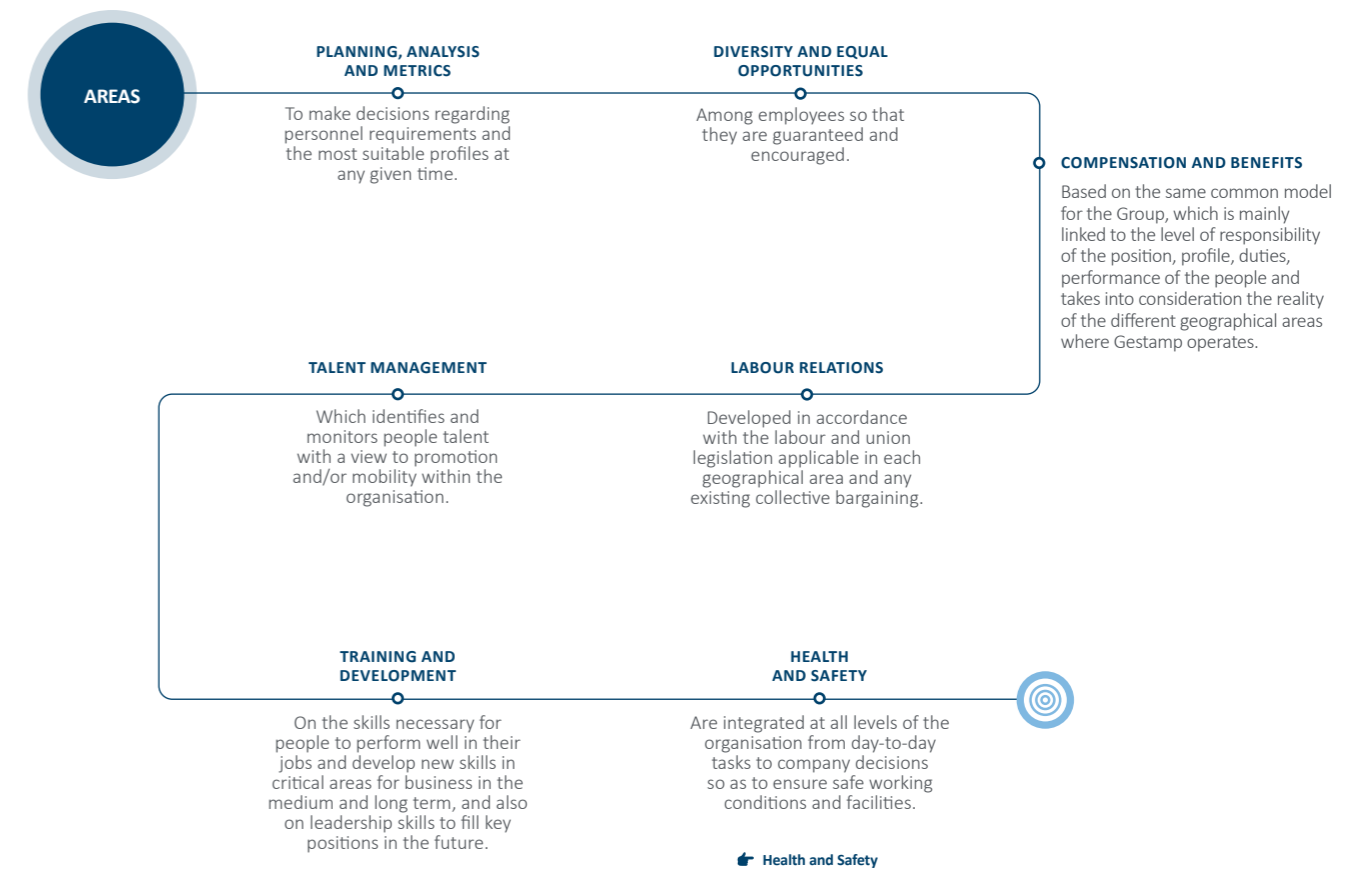 AREAS
PLANNING, ANALYSIS
AND METRICS
To make decisions regarding
personnel requirements and
the most suitable profiles at
any given time.
DIVERSITY AND EQUAL
OPPORTUNITIES
Among employees so that
they are guaranteed and
encouraged.
COMPENSATION AND BENEFITS
Based on the same common model
for the Group, which is mainly
linked to the level of responsibility
of the position, profile, duties,
performance of the people and
takes into consideration the reality
of the different geographical areas
where Gestamp operates.
LABOUR RELATIONS
Developed in accordance
with the labour and union
legislation applicable in each
geographical area and any
existing collective bargaining.
TALENT MANAGEMENT
Which identifies and
monitors people talent
with a view to promotion
and/or mobility within the
organisation.
TRAINING AND
DEVELOPMENT
On the skills necessary for
people to perform well in their
jobs and develop new skills in
critical areas for business in the
medium and long term, and also
on leadership skills to fill key
positions in the future.
HEALTH
AND SAFETY
Are integrated at all levels of the
organisation from day-to-day
tasks to company decisions
so as to ensure safe working
conditions and facilities.
Health and Safety